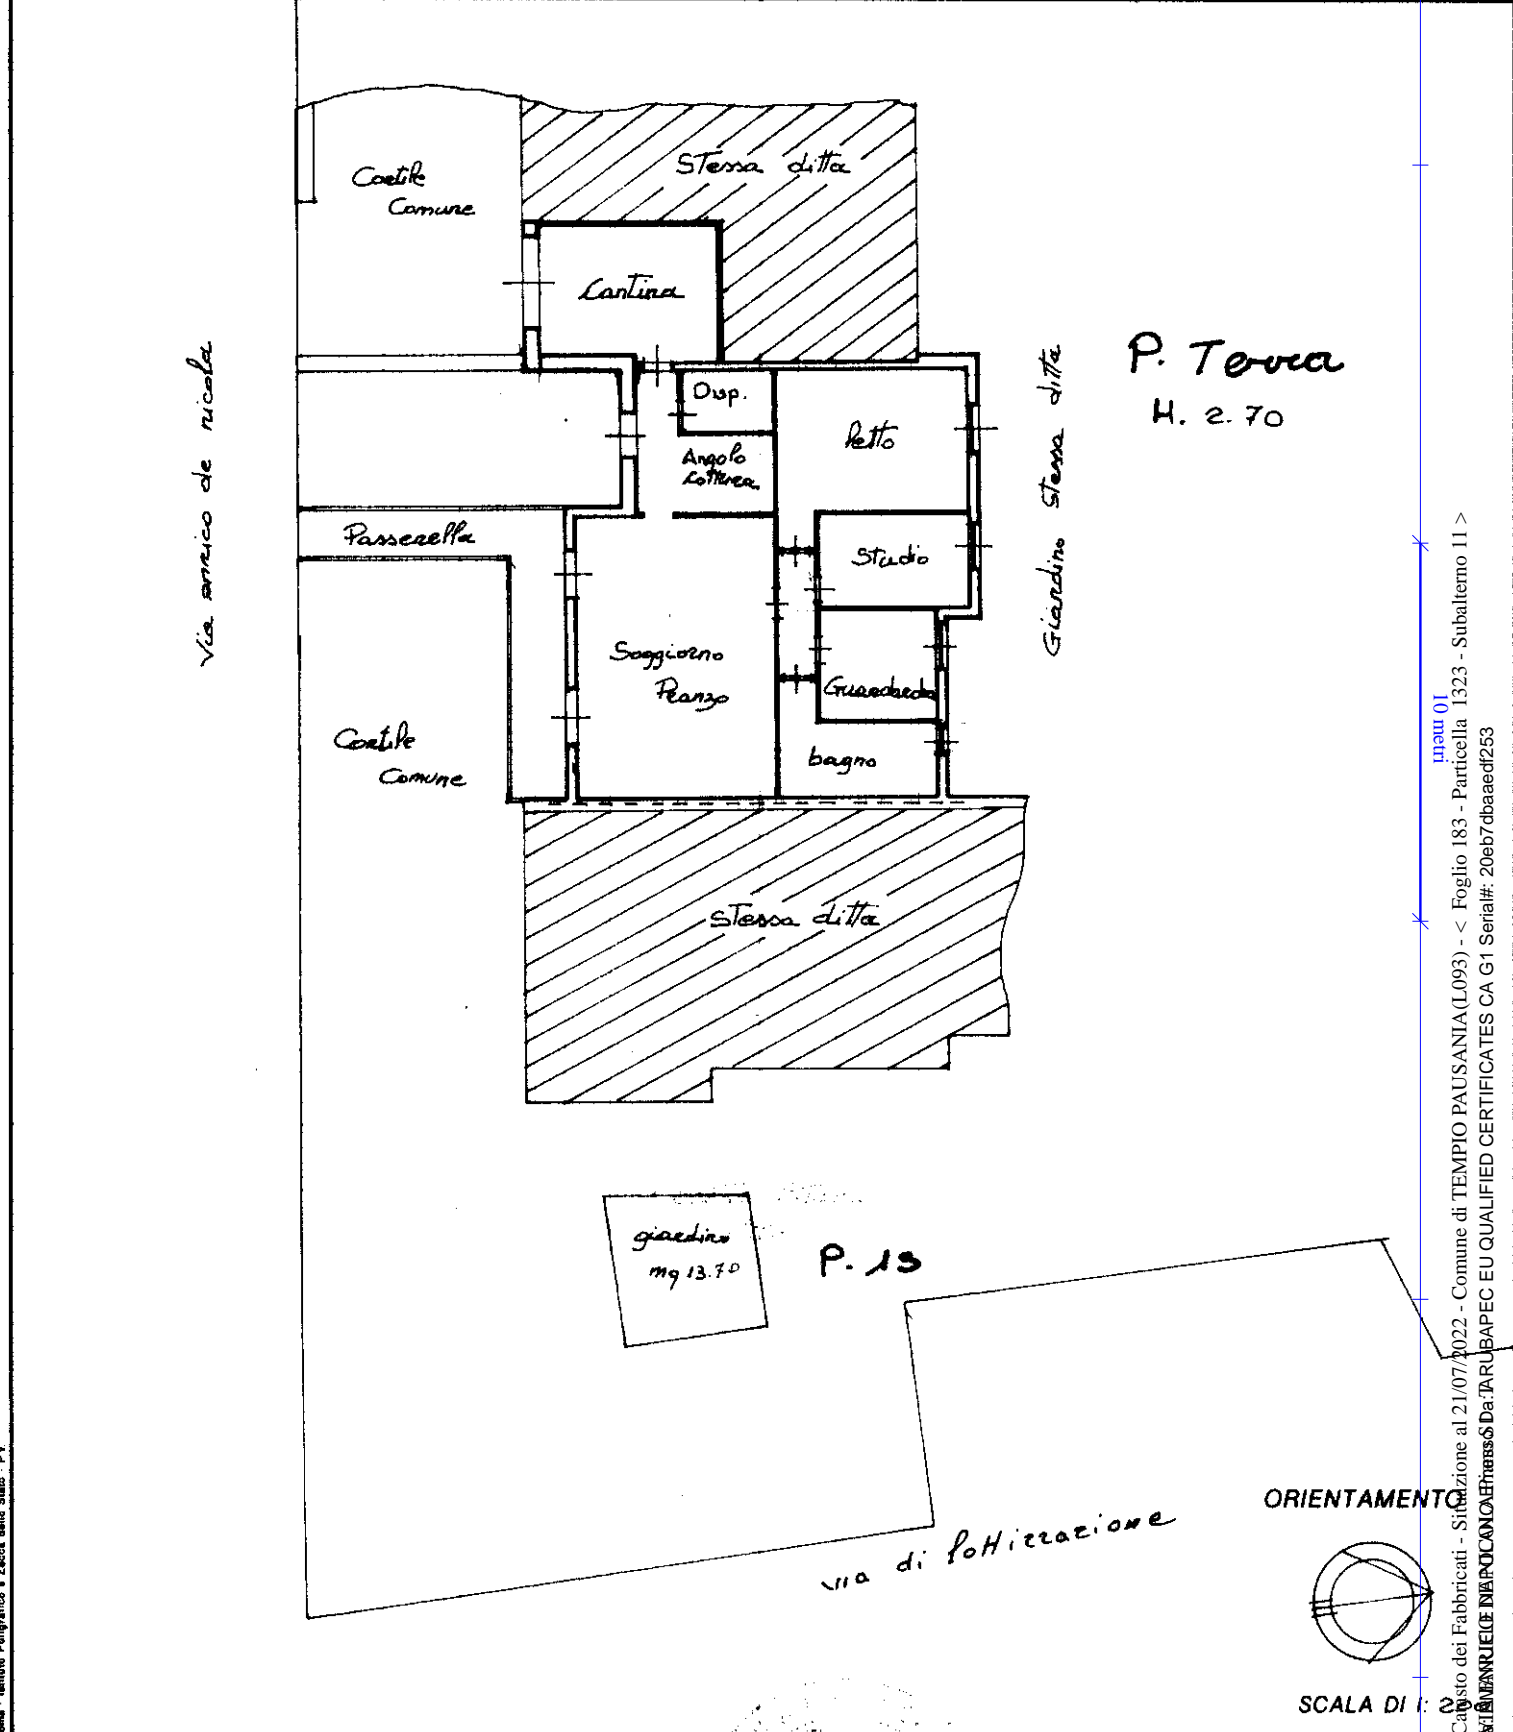 Cortile
Comune
Stessa ditta
Cantina
Via enrico de nicola
Disp.
letto
Angolo
Cottura
Giardino Stessa ditta
P. Terra
H. 2.70
Passerella
Studio
Soggiorno
Pranzo
Guardaroba
bagno
Cortile
Comune
Stessa ditta
giardino
mq 13.70
P. 1S
via di lottizzazione
ORIENTAMENTO
SCALA DI 1: 200
10 metri
Catasto dei Fabbricati - Situazione al 21/07/2022 - Comune di TEMPIO PAUSANIA(L093) - < Foglio 183 - Particella 1323 - Subalterno 11 >
ARUBAPEC EU QUALIFIED CERTIFICATES CA G1 Serial#: 20eb7dbaaedf253